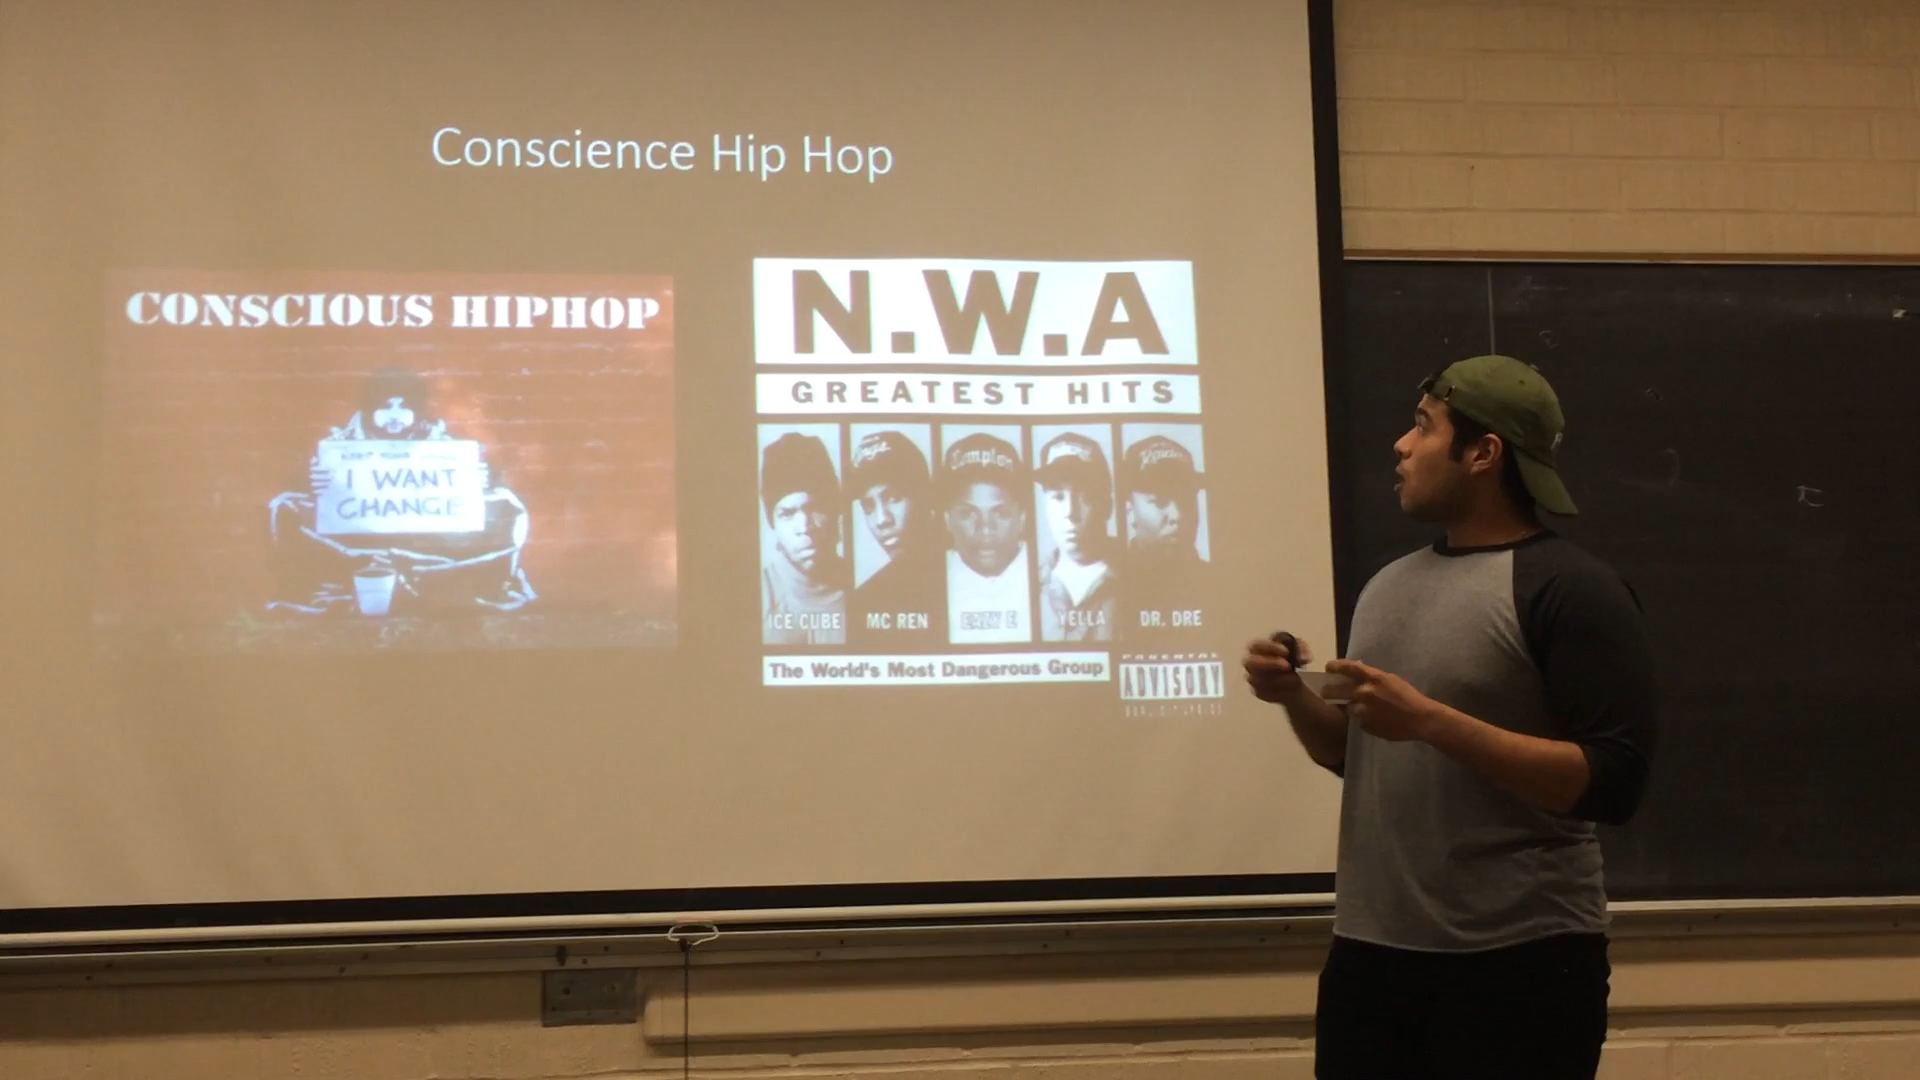 Conscience Hip Hop
CONSCIOUS HIPHOP
I WANT
CHANGE
N.W.A
GREATEST HITS
Compton
ICE CUBE
MC REN
EAZY E
YELLA
DR. DRE
The World's Most Dangerous Group
PARENTAL
ADVISORY